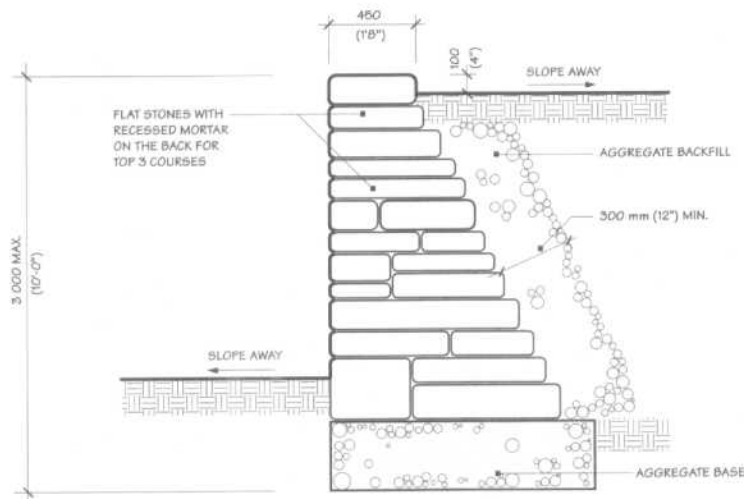 450
(1'8")
100
(4")
SLOPE AWAY
FLAT STONES WITH
RECESSED MORTAR
ON THE BACK FOR
TOP 3 COURSES
AGGREGATE BACKFILL
300 mm (12") MIN.
3 000 MAX.
(10'-0")
SLOPE AWAY
AGGREGATE BASE